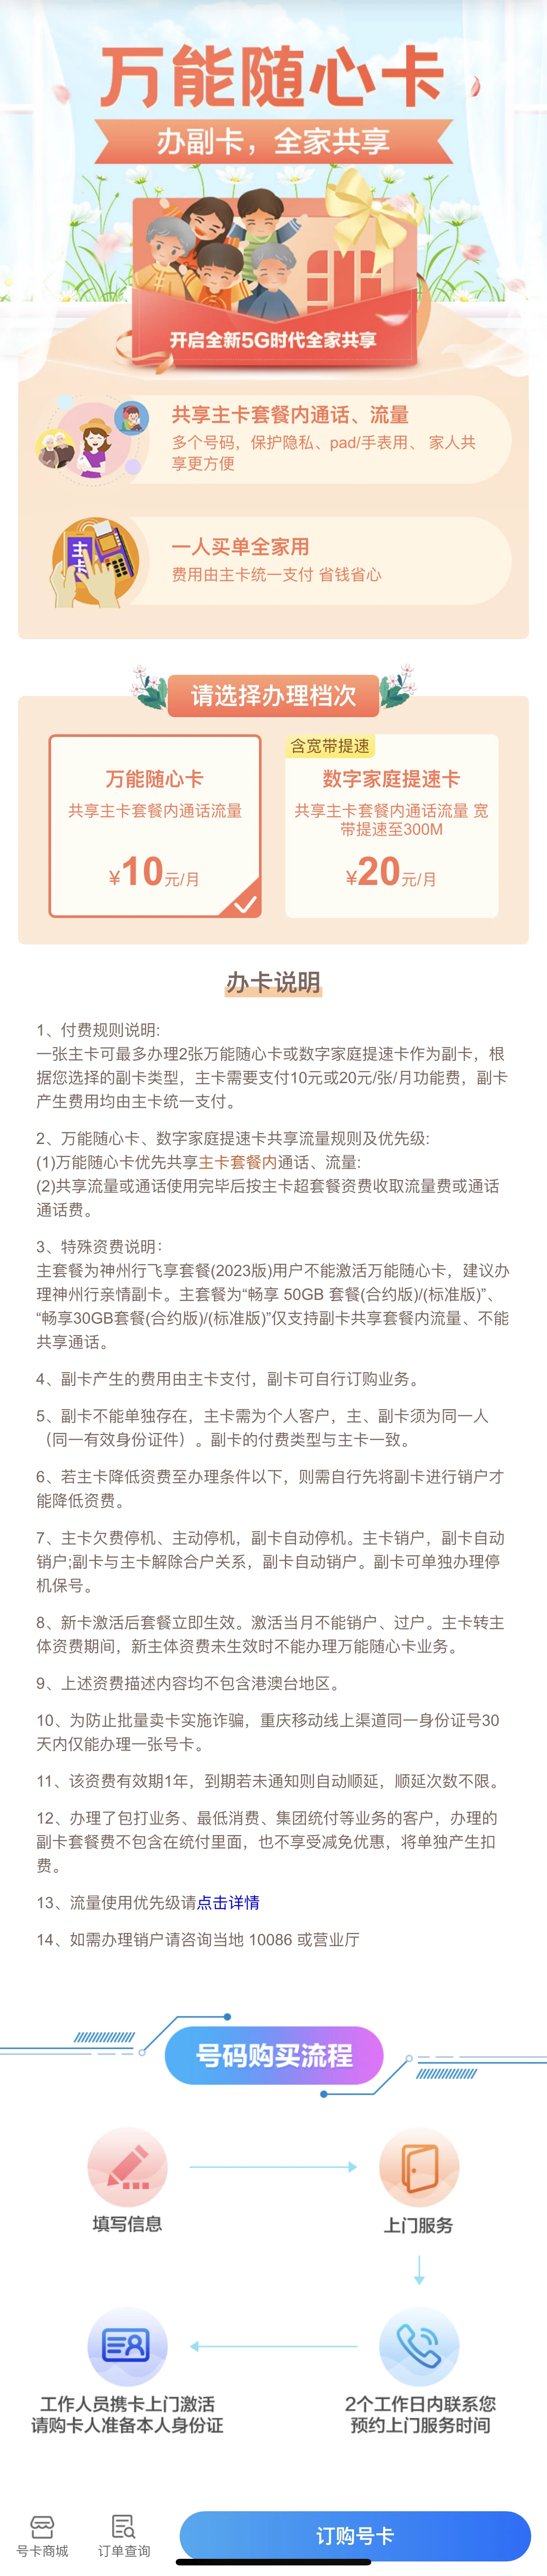 万能随心卡
办副卡，全家共享
开启全新5G时代全家共享
共享主卡套餐内通话、流量
多个号码，保护隐私、pad/手表用、 家人共
享更方便
主卡
一人买单全家用
费用由主卡统一支付 省钱省心
请选择办理档次
万能随心卡
共享主卡套餐内通话流量
¥10元/月
含宽带提速
数字家庭提速卡
共享主卡套餐内通话流量 宽
带提速至300M
¥20元/月
办卡说明
1、付费规则说明:
一张主卡可最多办理2张万能随心卡或数字家庭提速卡作为副卡，根
据您选择的副卡类型，主卡需要支付10元或20元/张/月功能费，副卡
产生费用均由主卡统一支付。
2、万能随心卡、数字家庭提速卡共享流量规则及优先级:
(1)万能随心卡优先共享主卡套餐内通话、流量:
(2)共享流量或通话使用完毕后按主卡超套餐资费收取流量费或通话
通话费。
3、特殊资费说明：
主套餐为神州行飞享套餐(2023版)用户不能激活万能随心卡，建议办
理神州行亲情副卡。主套餐为“畅享 50GB 套餐(合约版)/(标准版)”、
“畅享30GB套餐(合约版)/(标准版)”仅支持副卡共享套餐内流量、不能
共享通话。
4、副卡产生的费用由主卡支付，副卡可自行订购业务。
5、副卡不能单独存在，主卡需为个人客户，主、副卡须为同一人
（同一有效身份证件）。副卡的付费类型与主卡一致。
6、若主卡降低资费至办理条件以下，则需自行先将副卡进行销户才
能降低资费。
7、主卡欠费停机、主动停机，副卡自动停机。主卡销户，副卡自动
销户;副卡与主卡解除合户关系，副卡自动销户。副卡可单独办理停
机保号。
8、新卡激活后套餐立即生效。激活当月不能销户、过户。主卡转主
体资费期间，新主体资费未生效时不能办理万能随心卡业务。
9、上述资费描述内容均不包含港澳台地区。
10、为防止批量卖卡实施诈骗，重庆移动线上渠道同一身份证号30
天内仅能办理一张号卡。
11、该资费有效期1年，到期若未通知则自动顺延，顺延次数不限。
12、办理了包打业务、最低消费、集团统付等业务的客户，办理的
副卡套餐费不包含在统付里面，也不享受减免优惠，将单独产生扣
费。
13、流量使用优先级请点击详情
14、如需办理销户请咨询当地 10086 或营业厅
号码购买流程
填写信息
上门服务
工作人员携卡上门激活
请购卡人准备本人身份证
2个工作日内联系您
预约上门服务时间
号卡商城
订单查询
订购号卡